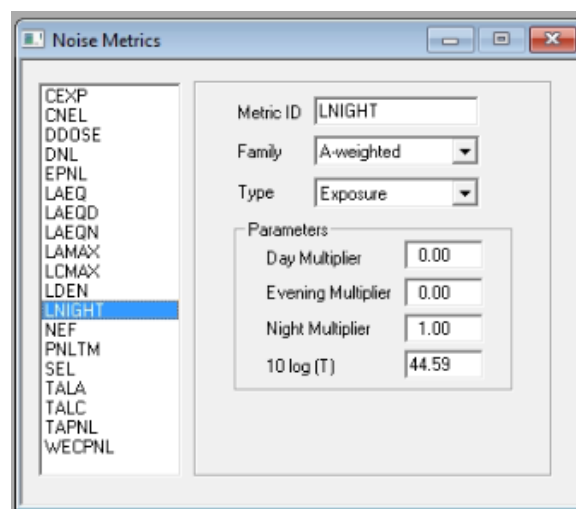 Noise Metrics
CEXP
CNEL
DDOSE
DNL
EPNL
LAEQ
LAEQD
LAEQN
LAMAX
LCMAX
LDEN
LNIGHT
NEF
PNLTM
SEL
TALA
TALC
TAPNL
WECPNL
Metric ID LNIGHT
Family A-weighted
Type Exposure
Parameters
Day Multiplier 0.00
Evening Multiplier 0.00
Night Multiplier 1.00
10 log (T) 44.59